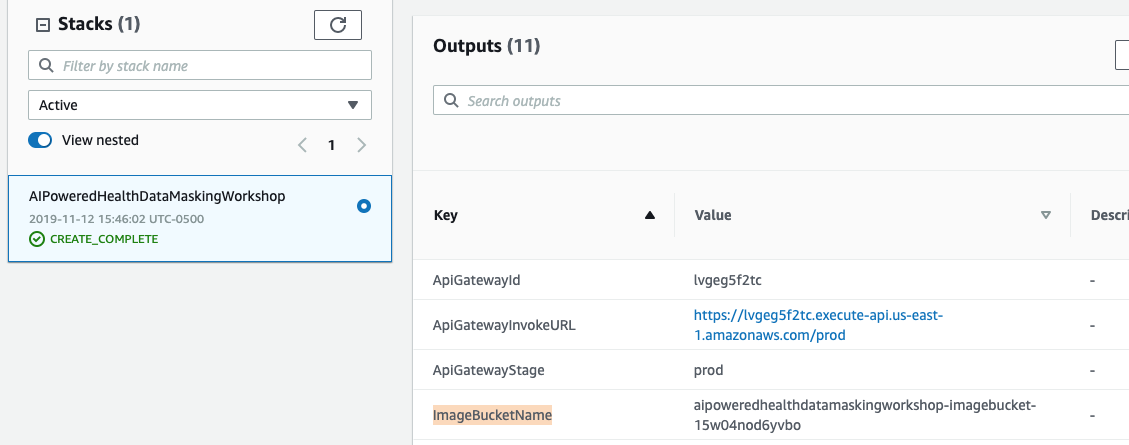 Stacks (1)
Filter by stack name
Active
View nested
1
AIPoweredHealthDataMaskingWorkshop
2019-11-12 15:46:02 UTC-0500
CREATE_COMPLETE
Outputs (11)
Search outputs
Key Value Descri
ApiGatewayId lvgeg5f2tc -
ApiGatewayInvokeURL https://lvgeg5f2tc.execute-api.us-east-
1.amazonaws.com/prod -
ApiGatewayStage prod -
ImageBucketName aipoweredhealthdatamaskingworkshop-imagebucket-
15w04nod6yvbo -